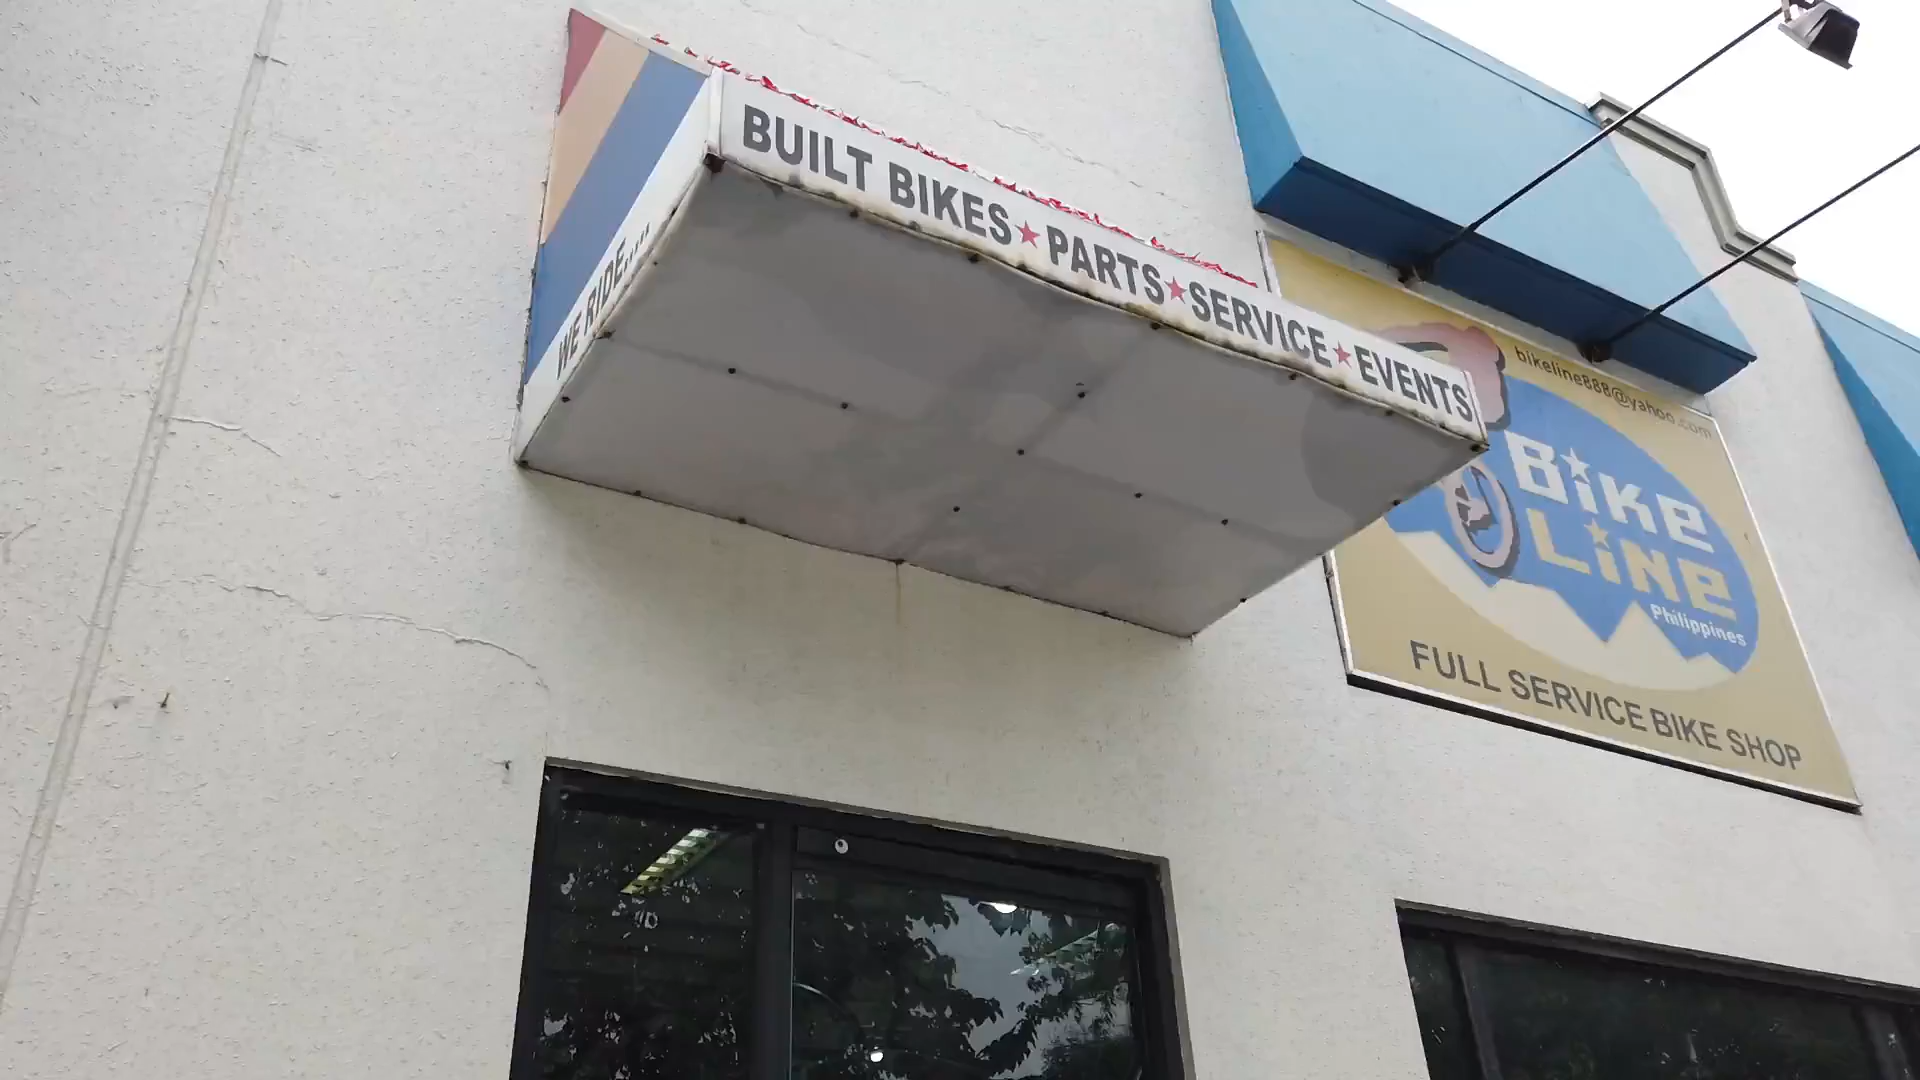 BUILT BIKES★PARTS★SERVICE★EVENTS
WE RIDE....
bikeline888@yahoo.com
BiKe
LiNe
Philippines
FULL SERVICE BIKE SHOP